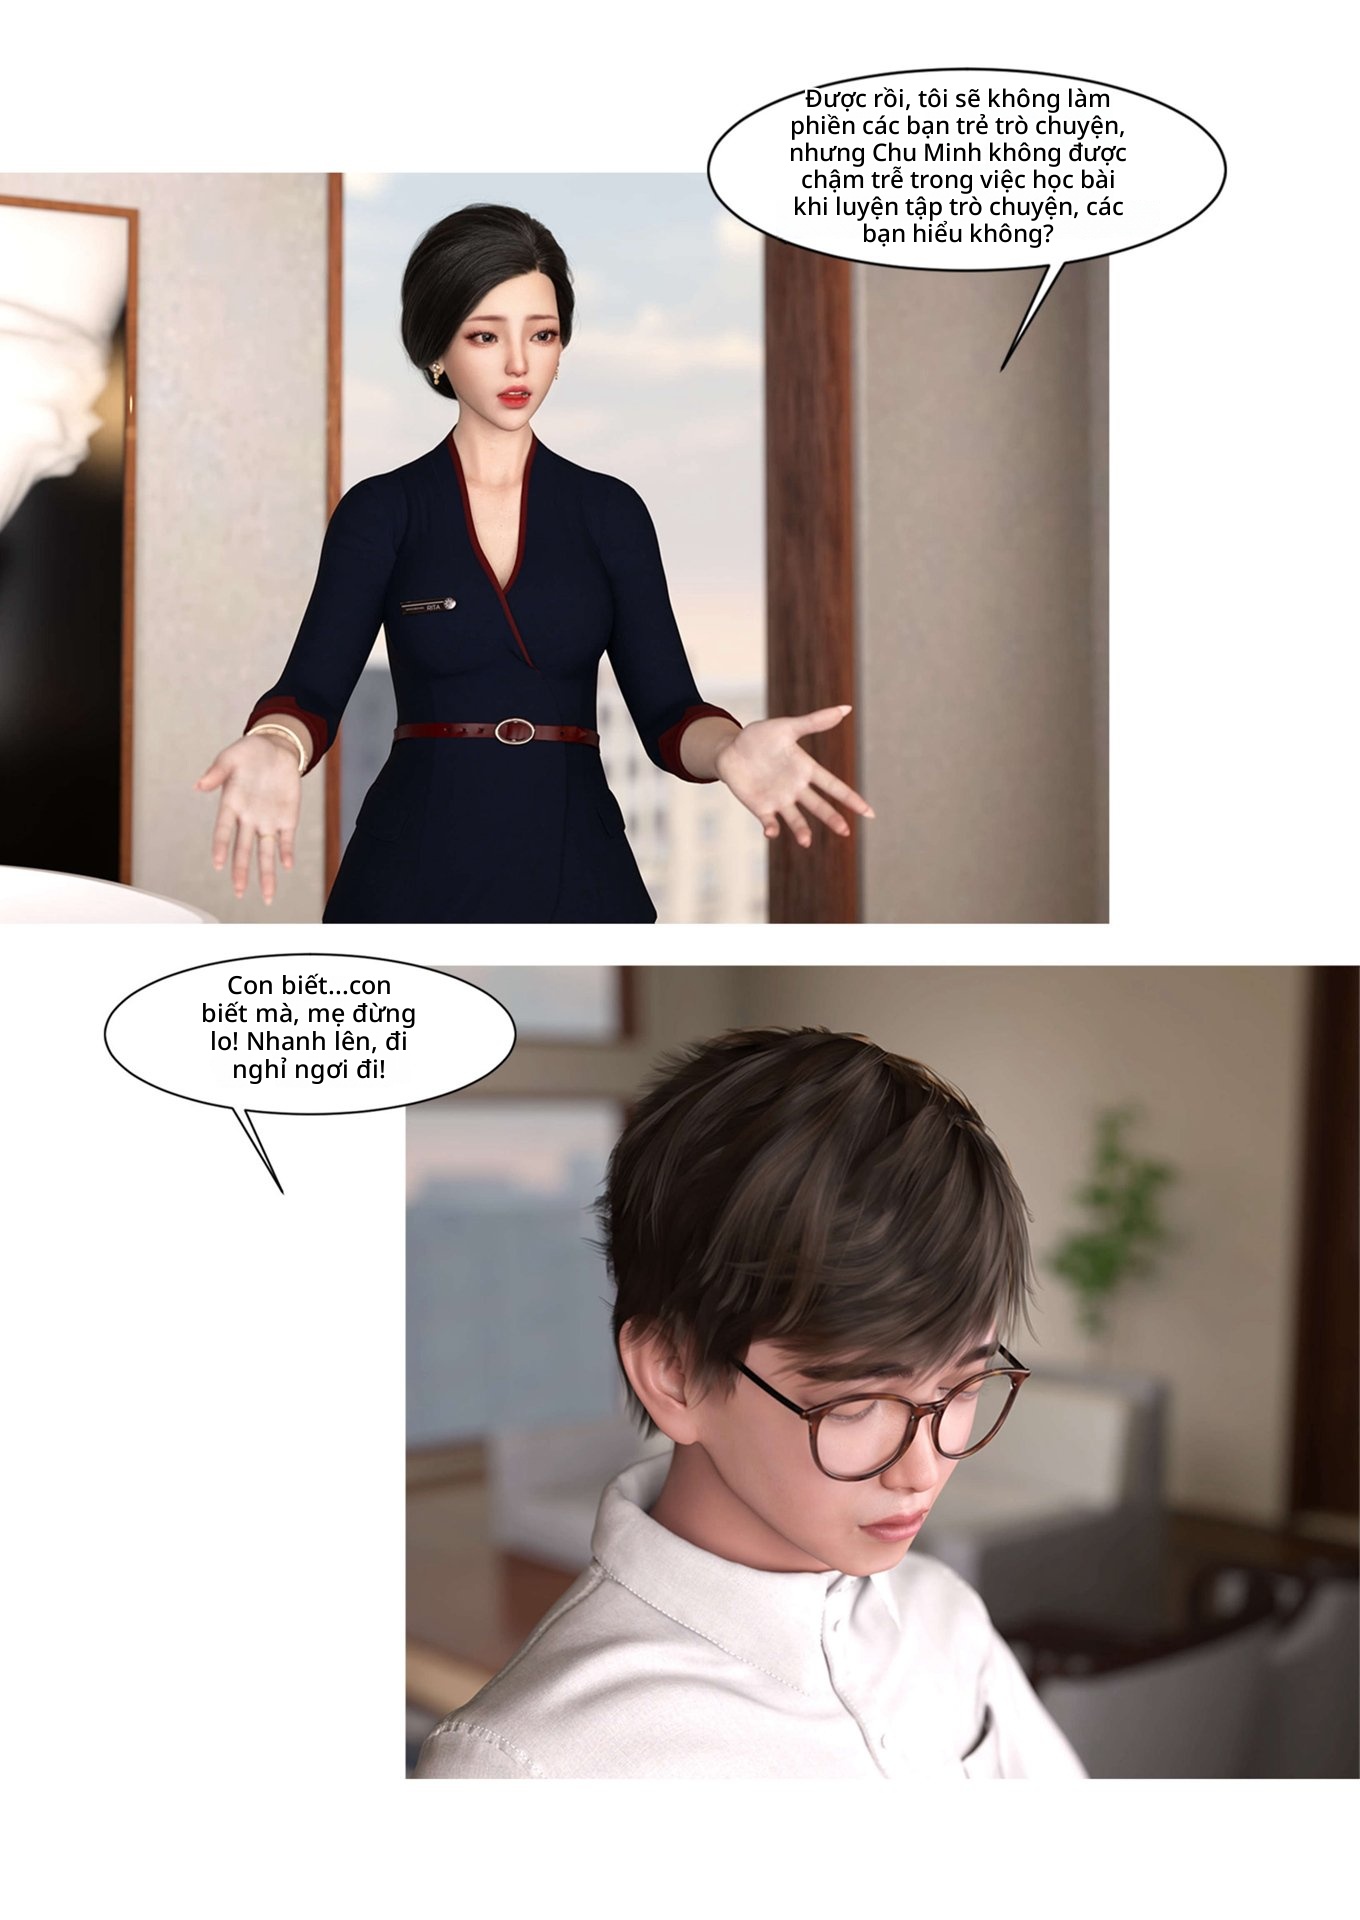 Được rồi, tôi sẽ không làm
phiền các bạn trẻ trò chuyện,
nhưng Chu Minh không được
chậm trễ trong việc học bài
khi luyện tập trò chuyện, các
bạn hiểu không?
RITA
Con biết...con
biết mà, mẹ đừng
lo! Nhanh lên, đi
nghỉ ngơi đi!